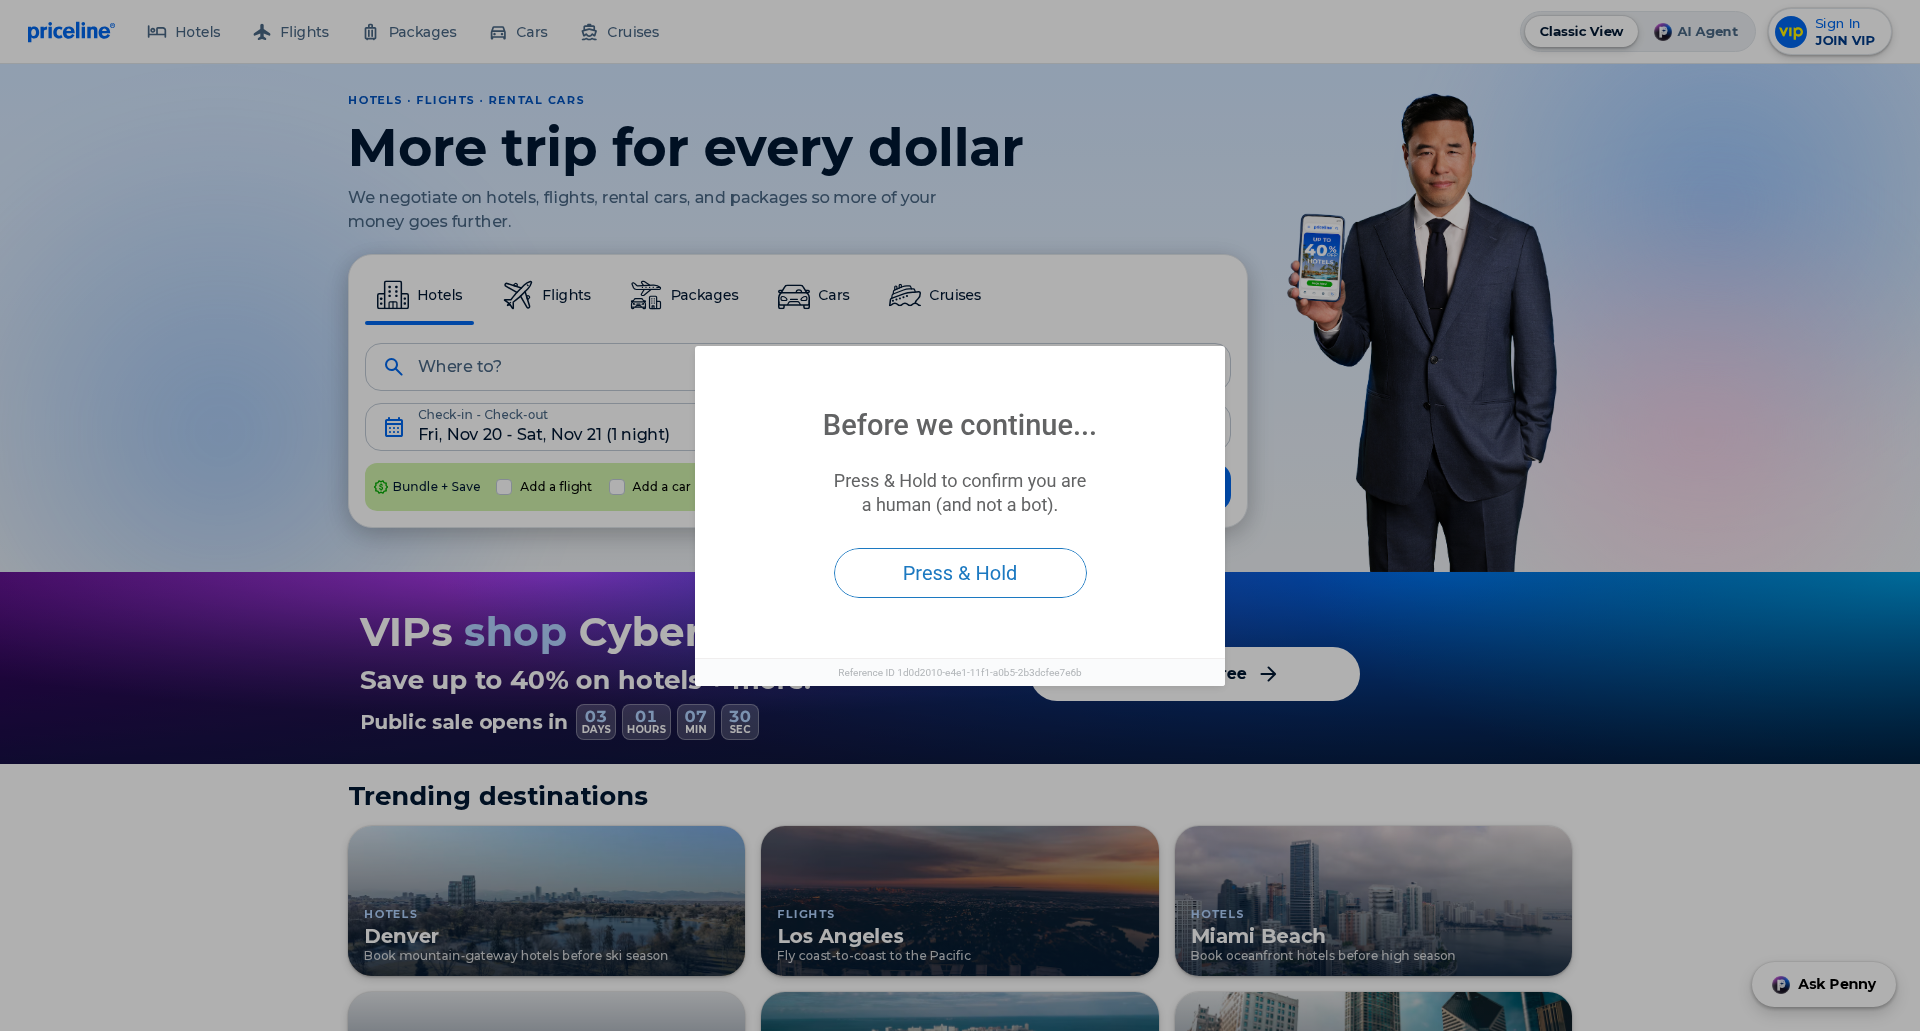 priceline
Hotels
Flights
Packages
Cars
Cruises
Classic View
AI Agent
VIP
Sign In
JOIN VIP
HOTELS · FLIGHTS · RENTAL CARS
More trip for every dollar
We negotiate on hotels, flights, rental cars, and packages so more of your
money goes further.
priceline
UP TO
40%
HOTELS
Hotels
Flights
Packages
Cars
Cruises
Where to?
Check-in - Check-out
Fri, Nov 20 - Sat, Nov 21 (1 night)
Bundle + Save
Add a flight
Add a car
Before we continue...
Press & Hold to confirm you are
a human (and not a bot).
Press & Hold
Reference ID 1d0d2010-e4e1-11f1-a0b5-2b3dcfee7e6b
VIPs shop Cyber
Save up to 40% on hotels + more.
Public sale opens in
03 DAYS
01 HOURS
07 MIN
30 SEC
Trending destinations
HOTELS
Denver
Book mountain-gateway hotels before ski season
FLIGHTS
Los Angeles
Fly coast-to-coast to the Pacific
HOTELS
Miami Beach
Book oceanfront hotels before high season
Ask Penny